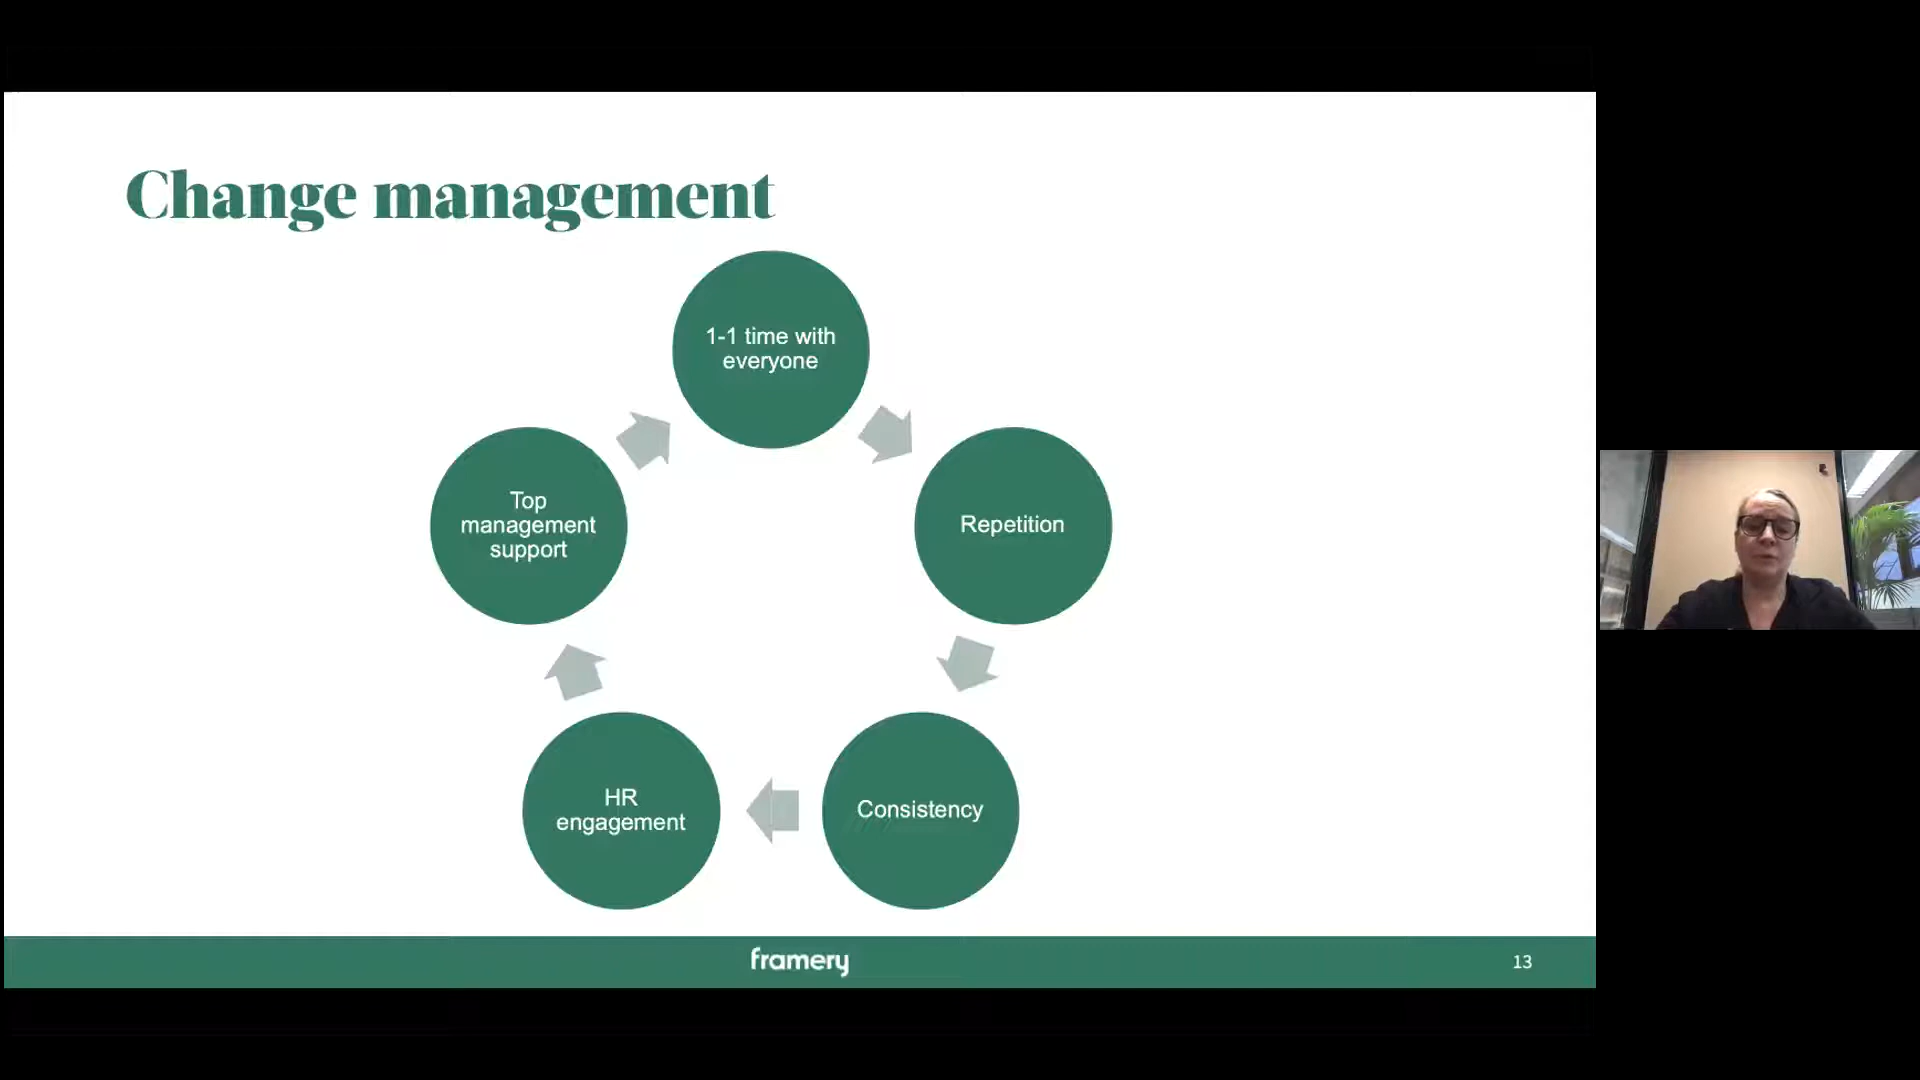 Change management
1-1 time with
everyone
Top
management
support
Repetition
HR
engagement
Consistency
framery
13